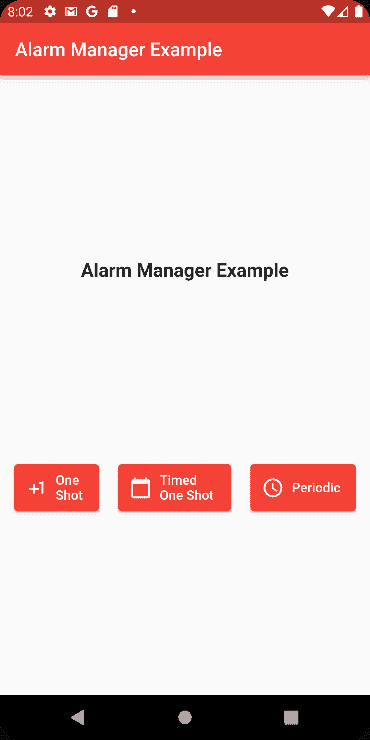 8:02
Alarm Manager Example
Alarm Manager Example
+1
One
Shot
Timed
One Shot
Periodic